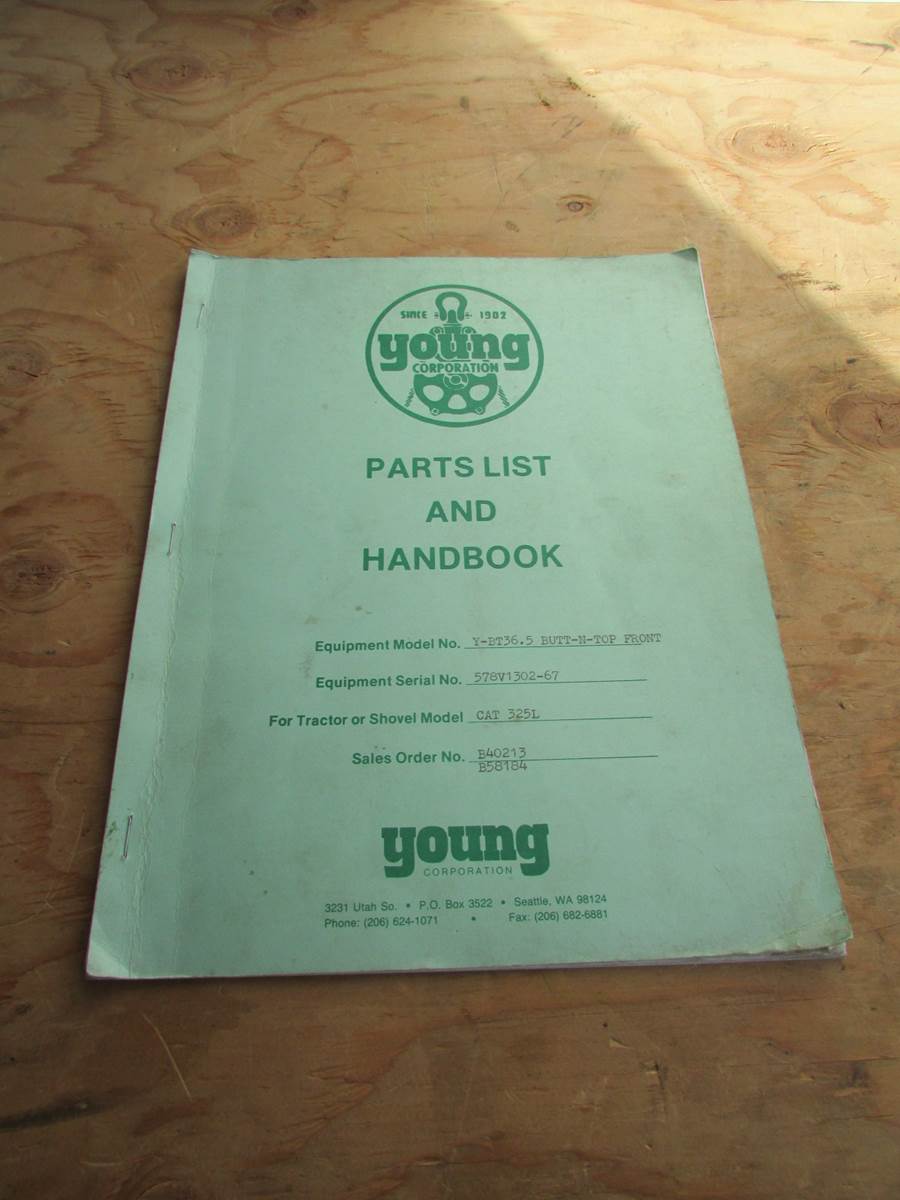 SINCE 1902
young
CORPORATION
PARTS LIST
AND
HANDBOOK
Equipment Model No. Y-BT36.5 BUTT-N-TOP FRONT
Equipment Serial No. 578V1302-67
For Tractor or Shovel Model CAT 325L
Sales Order No. B40213
B58184
young
CORPORATION
3231 Utah So. • P.O. Box 3522 • Seattle, WA 98124
Phone: (206) 624-1071 • Fax: (206) 682-6881